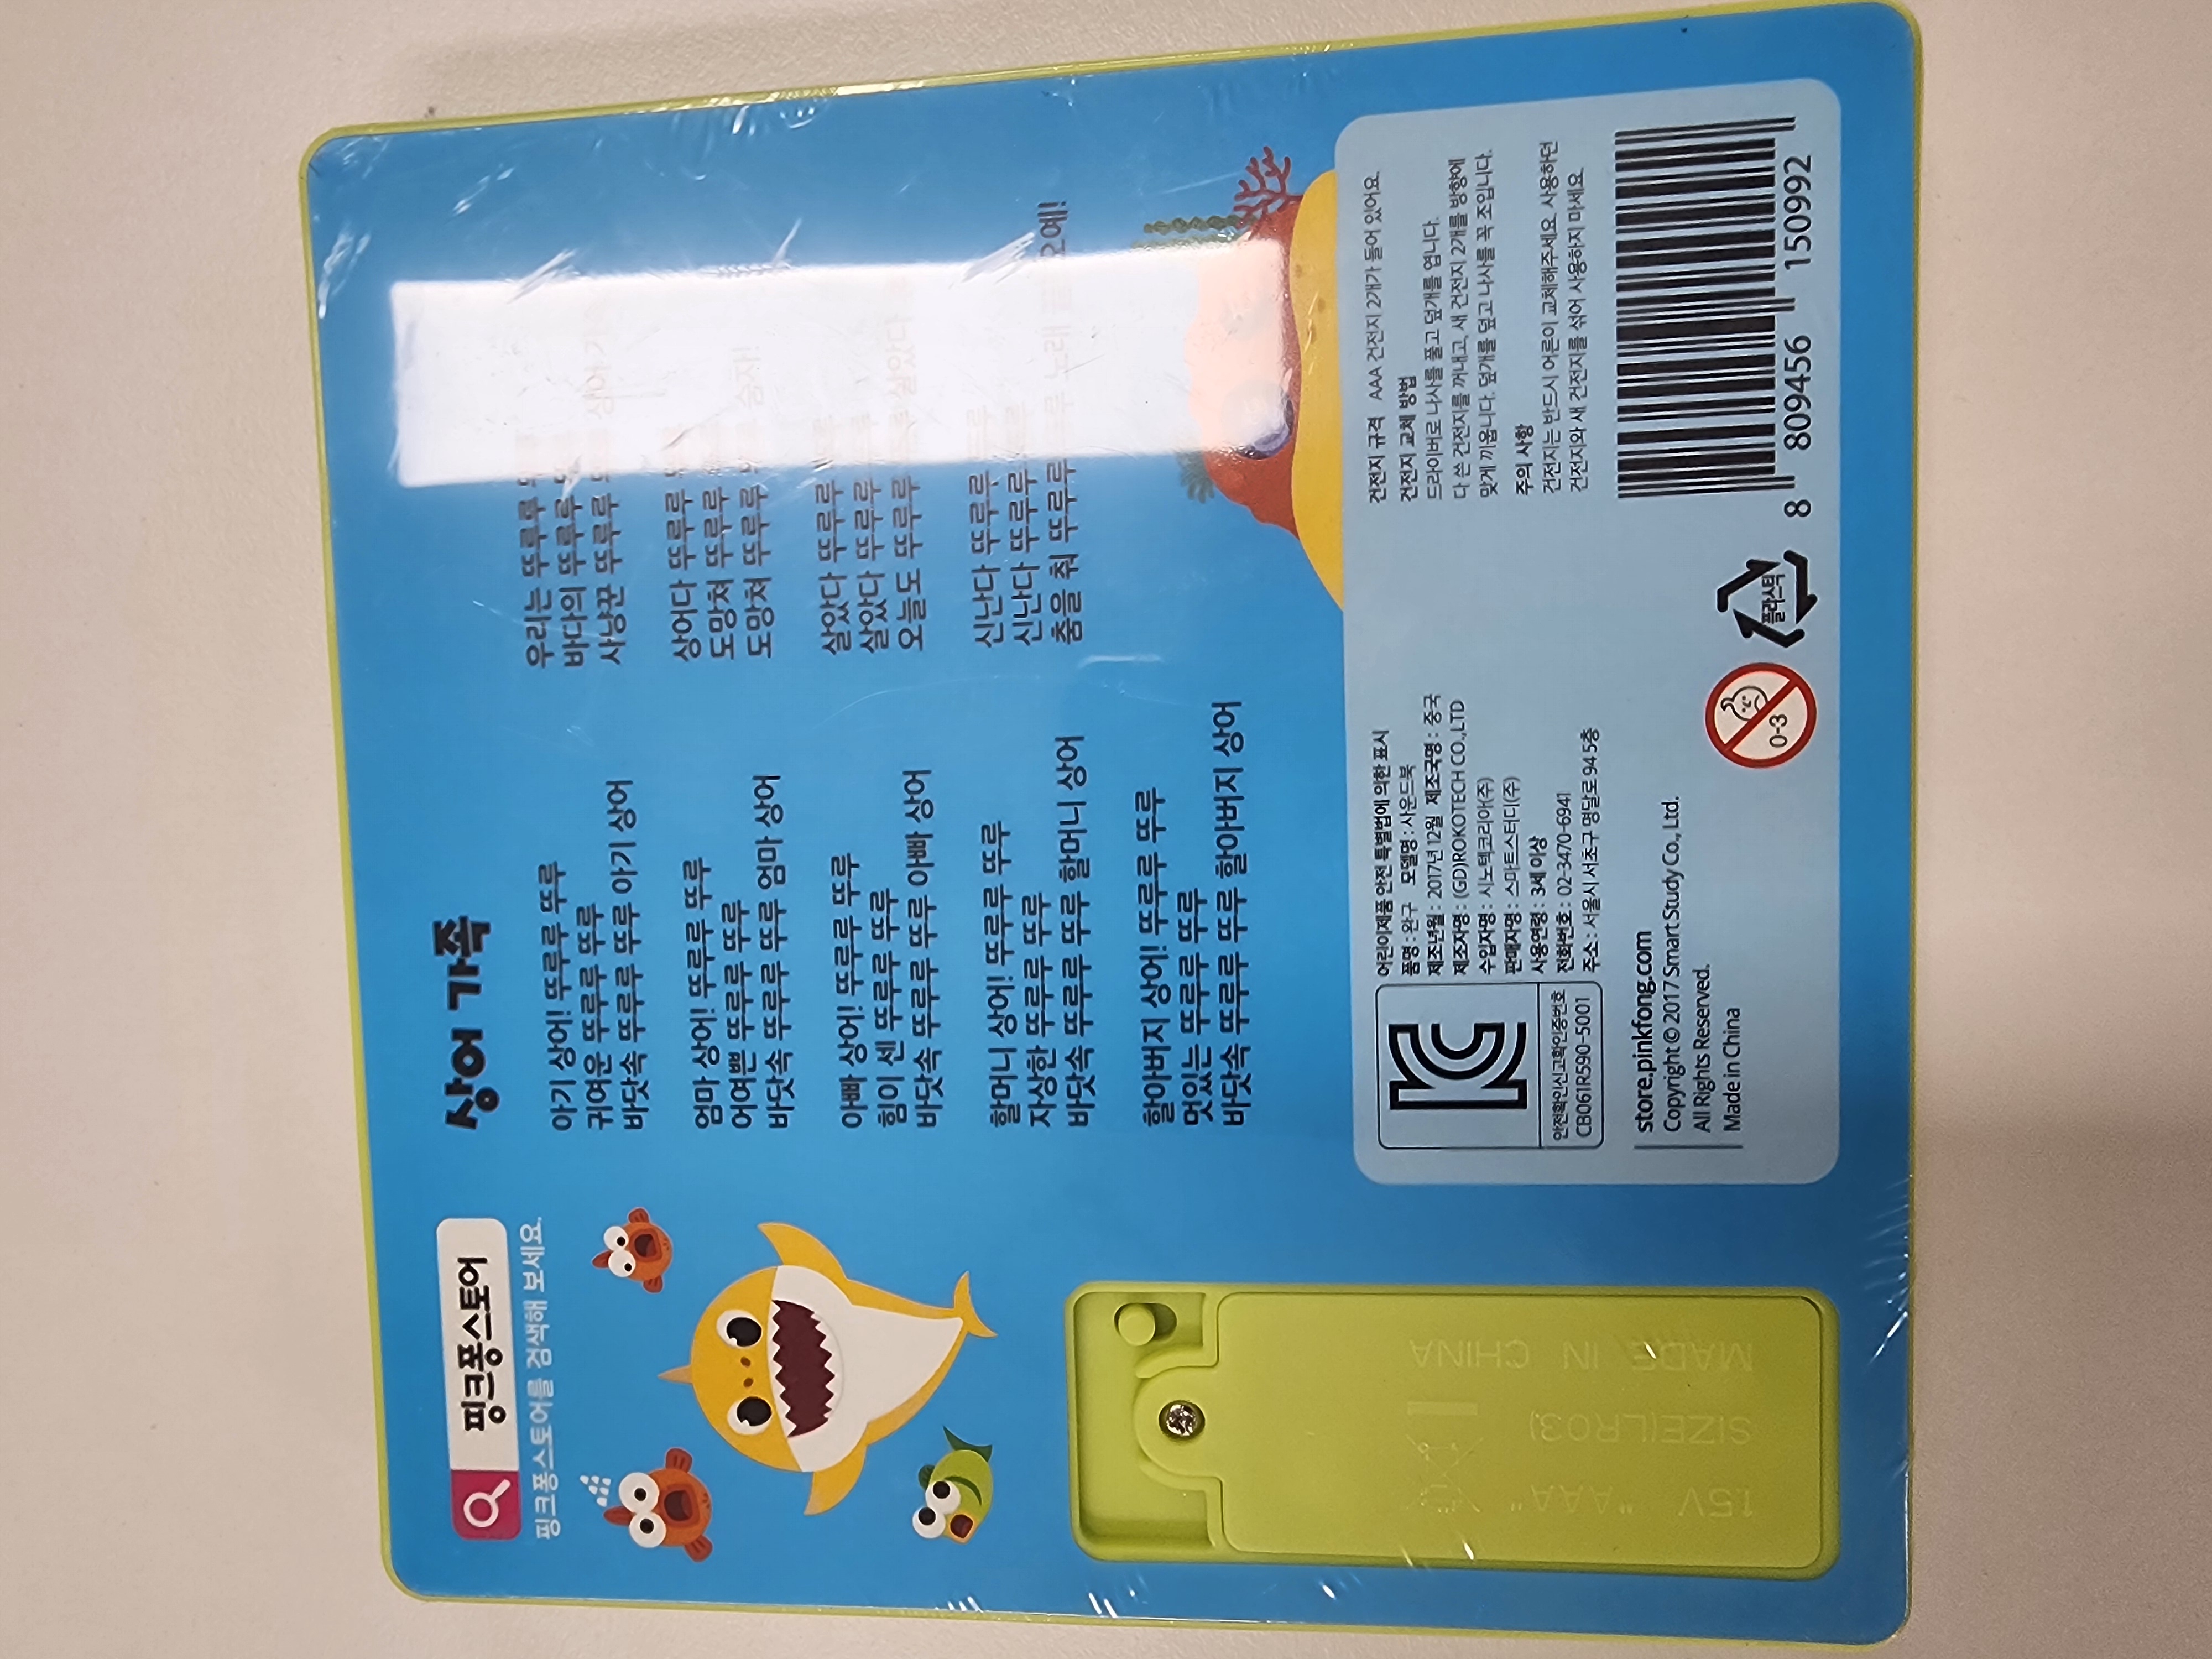 핑크퐁스토어
핑크퐁스토어를 검색해 보세요.
상어 가족
아기 상어! 뚜루루 뚜루
귀여운 뚜루루 뚜루
바닷속 뚜루루 뚜루 아기 상어
엄마 상어! 뚜루루 뚜루
어여쁜 뚜루루 뚜루
바닷속 뚜루루 뚜루 엄마 상어
아빠 상어! 뚜루루 뚜루
힘이 센 뚜루루 뚜루
바닷속 뚜루루 뚜루 아빠 상어
할머니 상어! 뚜루루 뚜루
자상한 뚜루루 뚜루
바닷속 뚜루루 뚜루 할머니 상어
할아버지 상어! 뚜루루 뚜루
멋있는 뚜루루 뚜루
바닷속 뚜루루 뚜루 할아버지 상어
우리는 뚜루루
바다의 뚜루루
사냥꾼 뚜루루 상어
상어다 뚜루루
도망쳐 뚜루루
도망쳐 뚜루루 숨자!
살았다 뚜루루
살았다 뚜루루
오늘도 뚜루루 살았다
신난다 뚜루루
신난다 뚜루루
춤을 춰 뚜루루 노래 오예!
1.5V "AAA"
SIZE(LR03)
MADE IN CHINA
안전확인신고확인증번호
CB061R590-5001
어린이제품 안전 특별법에 의한 표시
품명 : 완구 모델명 : 사운드북
제조년월 : 2017년 12월 제조국명 : 중국
제조자명 : (GD)ROKOTECH CO.,LTD
수입자명 : 시노텍코리아(주)
판매자명 : 스마트스터디(주)
사용연령 : 3세 이상
전화번호 : 02-3470-6941
주소 : 서울시 서초구 명달로 94 5층
store.pinkfong.com
Copyright © 2017 Smart Study Co., Ltd.
All Rights Reserved.
Made in China
0-3
플라스틱
건전지 규격 AAA 건전지 2개가 들어 있어요.
건전지 교체 방법
드라이버로 나사를 풀고 덮개를 엽니다.
다 쓴 건전지를 꺼내고, 새 건전지 2개를 방향에
맞게 끼웁니다. 덮개를 덮고 나사를 꼭 조입니다.
주의 사항
건전지는 반드시 어른이 교체해주세요. 사용하던
건전지와 새 건전지를 섞어 사용하지 마세요.
8 809456 150992